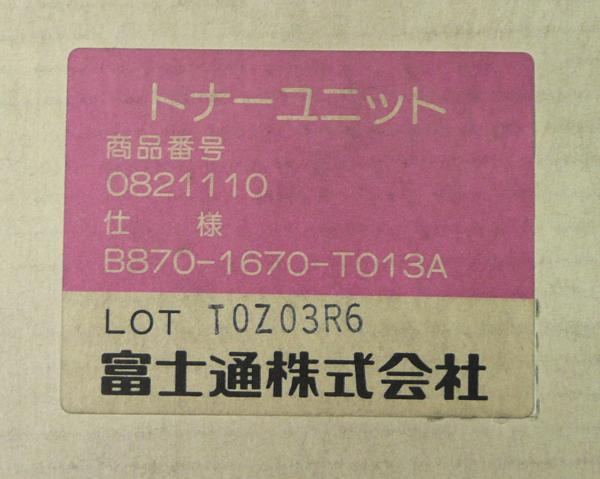 トナーユニット
商品番号
0821110
仕　様
B870-1670-T013A
LOT T0Z03R6
富士通株式会社